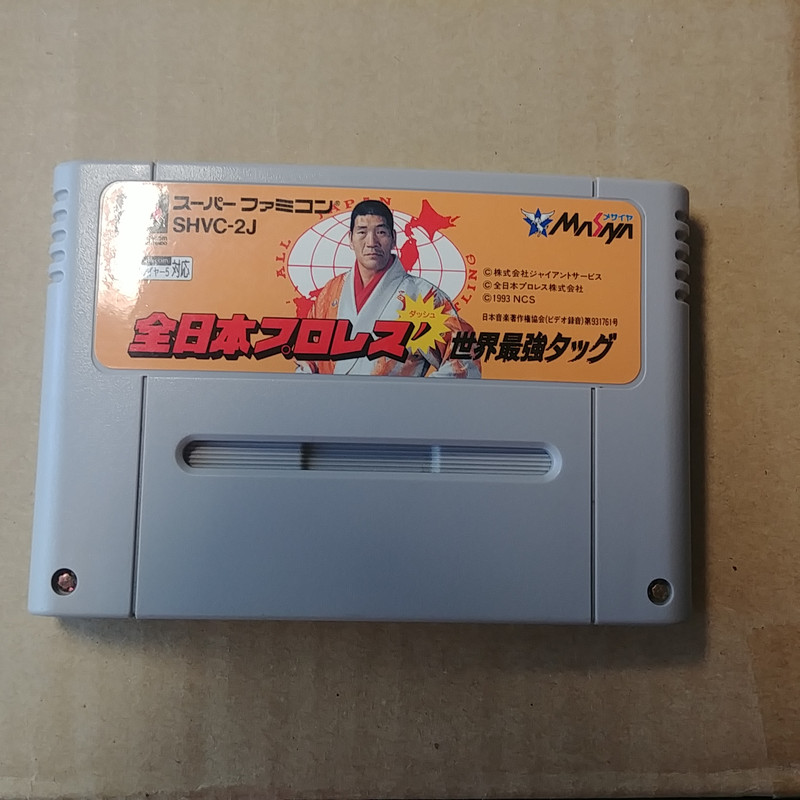 スーパーファミコン
SHVC-2J
対応
ALL JAPAN
メサイヤ
MASAYA
©株式会社ジャイアントサービス
©全日本プロレス株式会社
©1993 NCS
日本音楽著作権協会(ビデオ録音)第931761号
ダッシュ
全日本プロレス'
世界最強タッグ